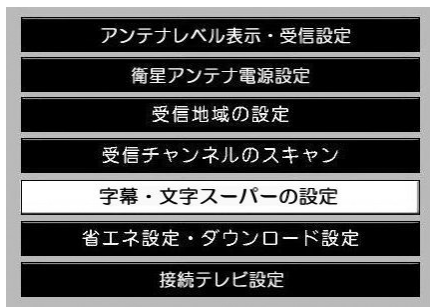 アンテナレベル表示・受信設定
衛星アンテナ電源設定
受信地域の設定
受信チャンネルのスキャン
字幕・文字スーパーの設定
省エネ設定・ダウンロード設定
接続テレビ設定